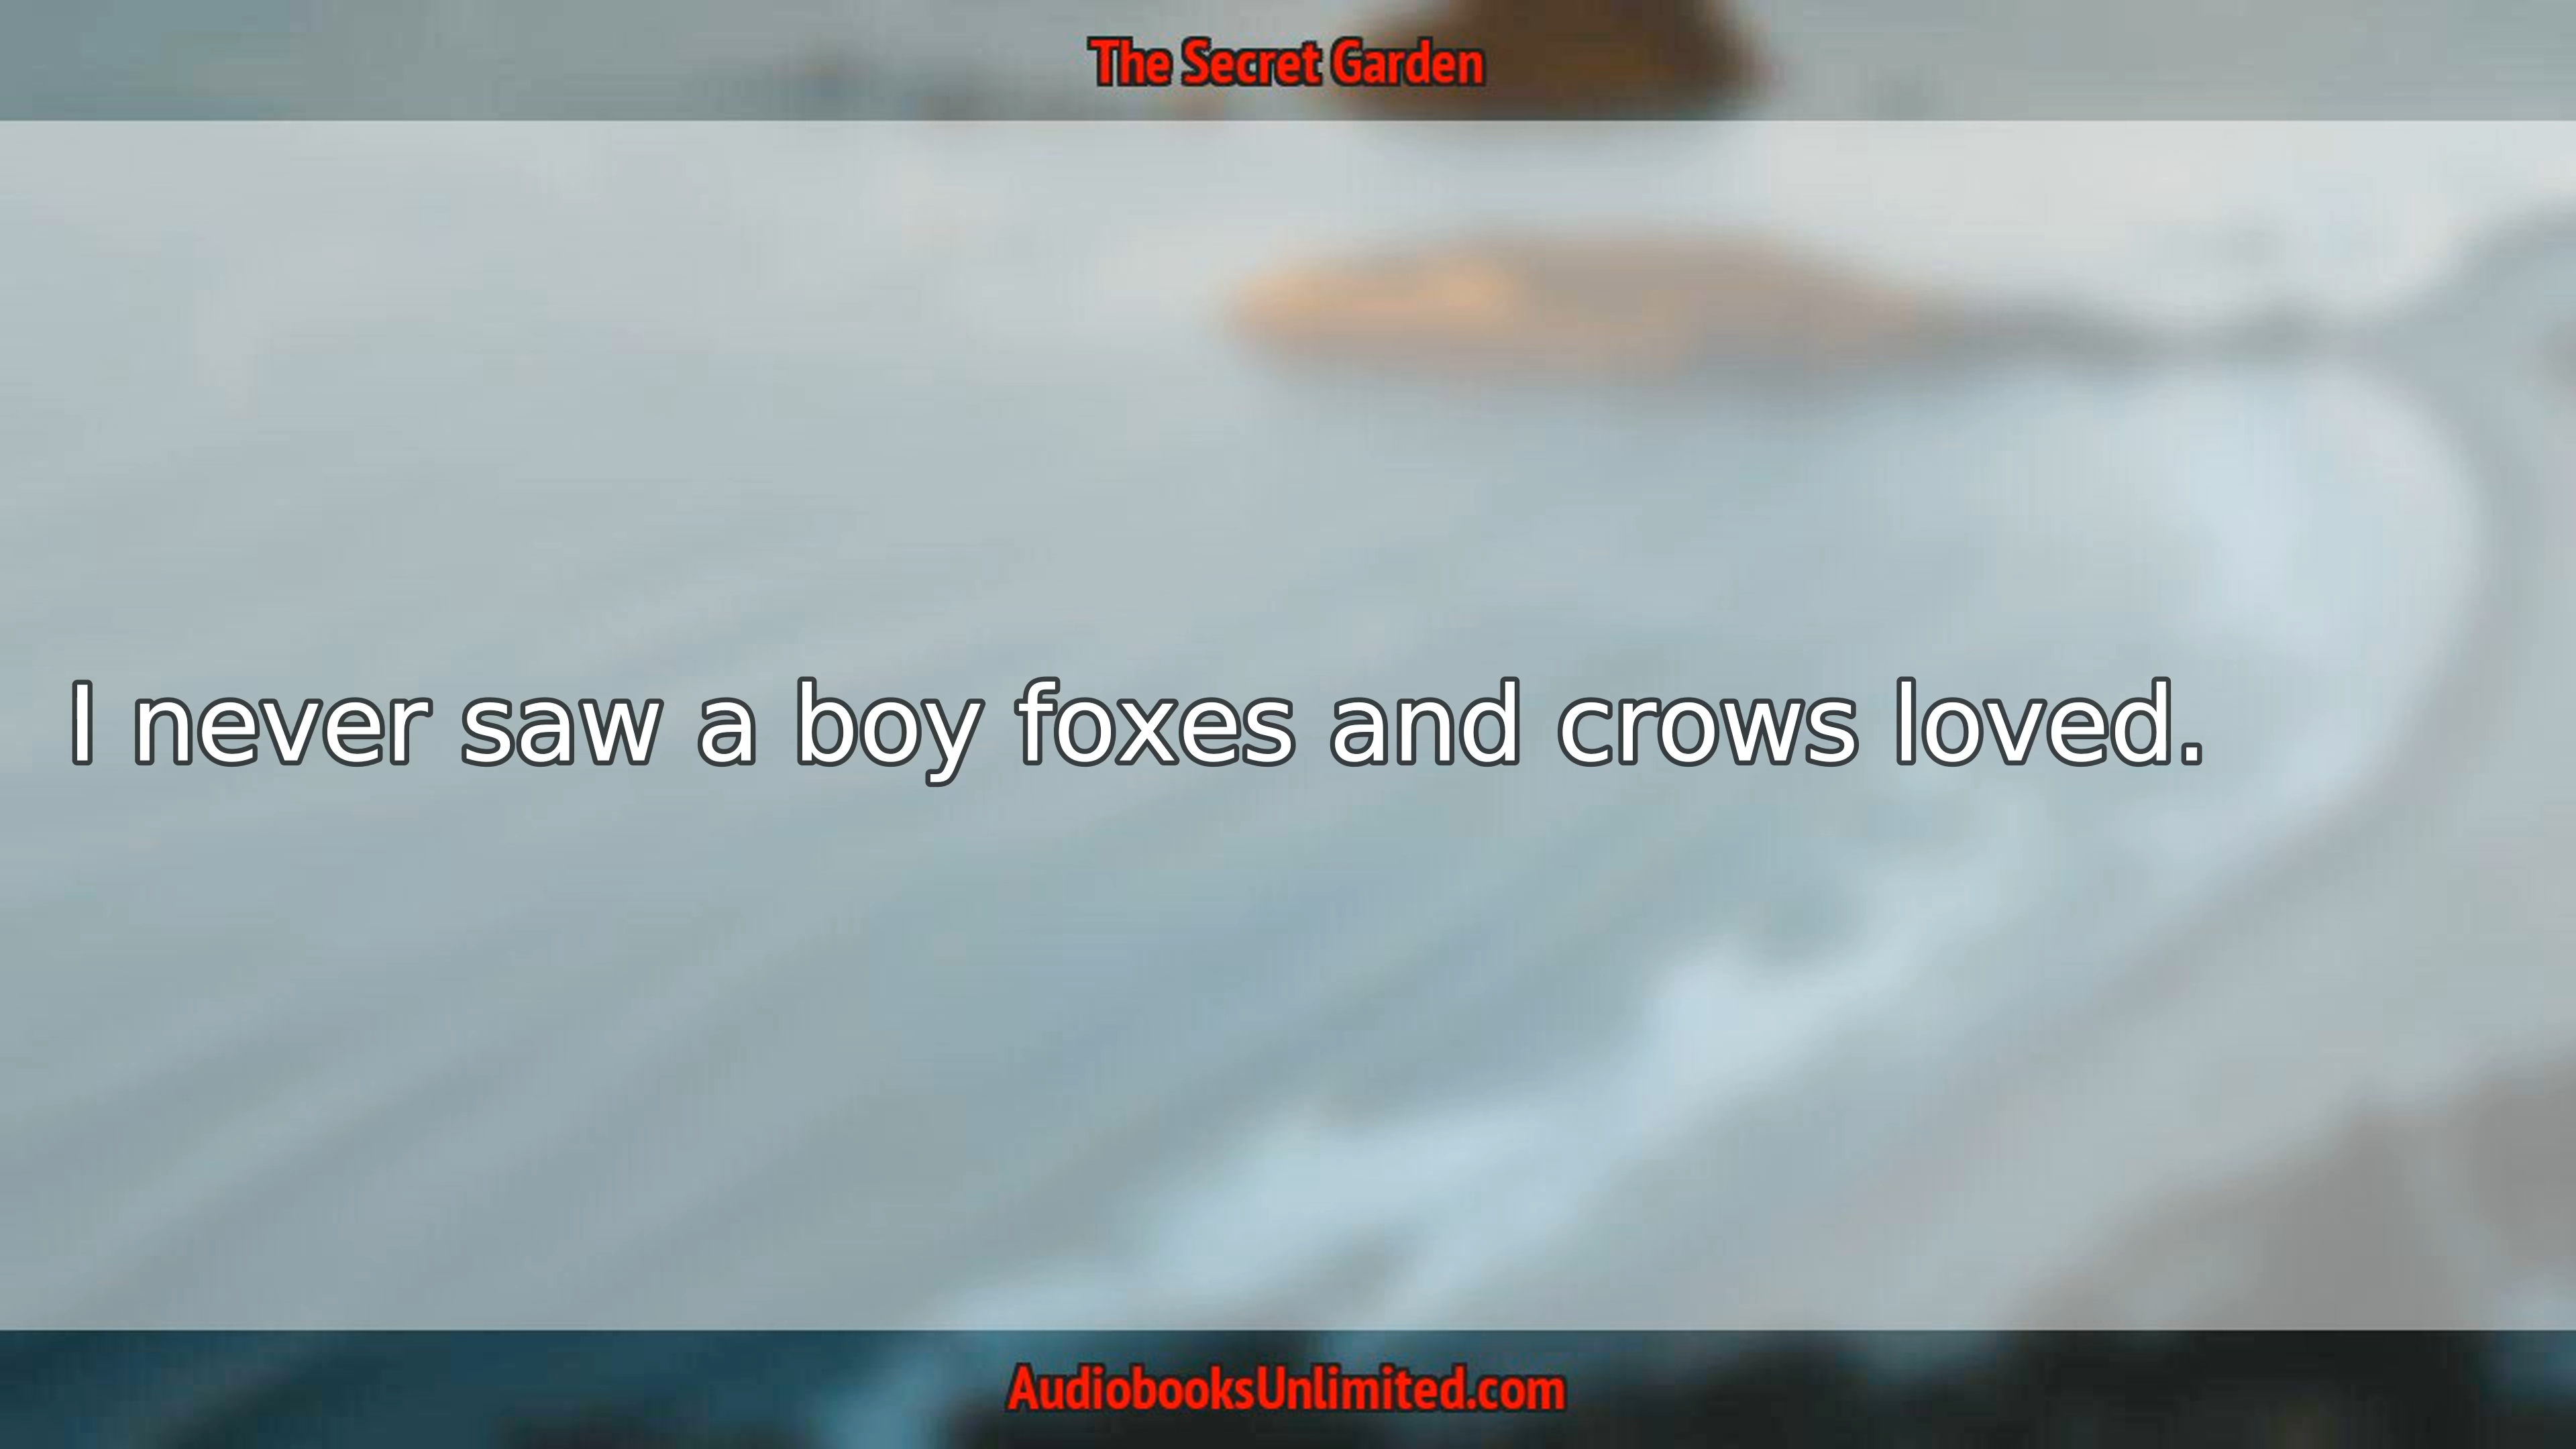 The Secret Garden
I never saw a boy foxes and crows loved.
AudiobooksUnlimited.com